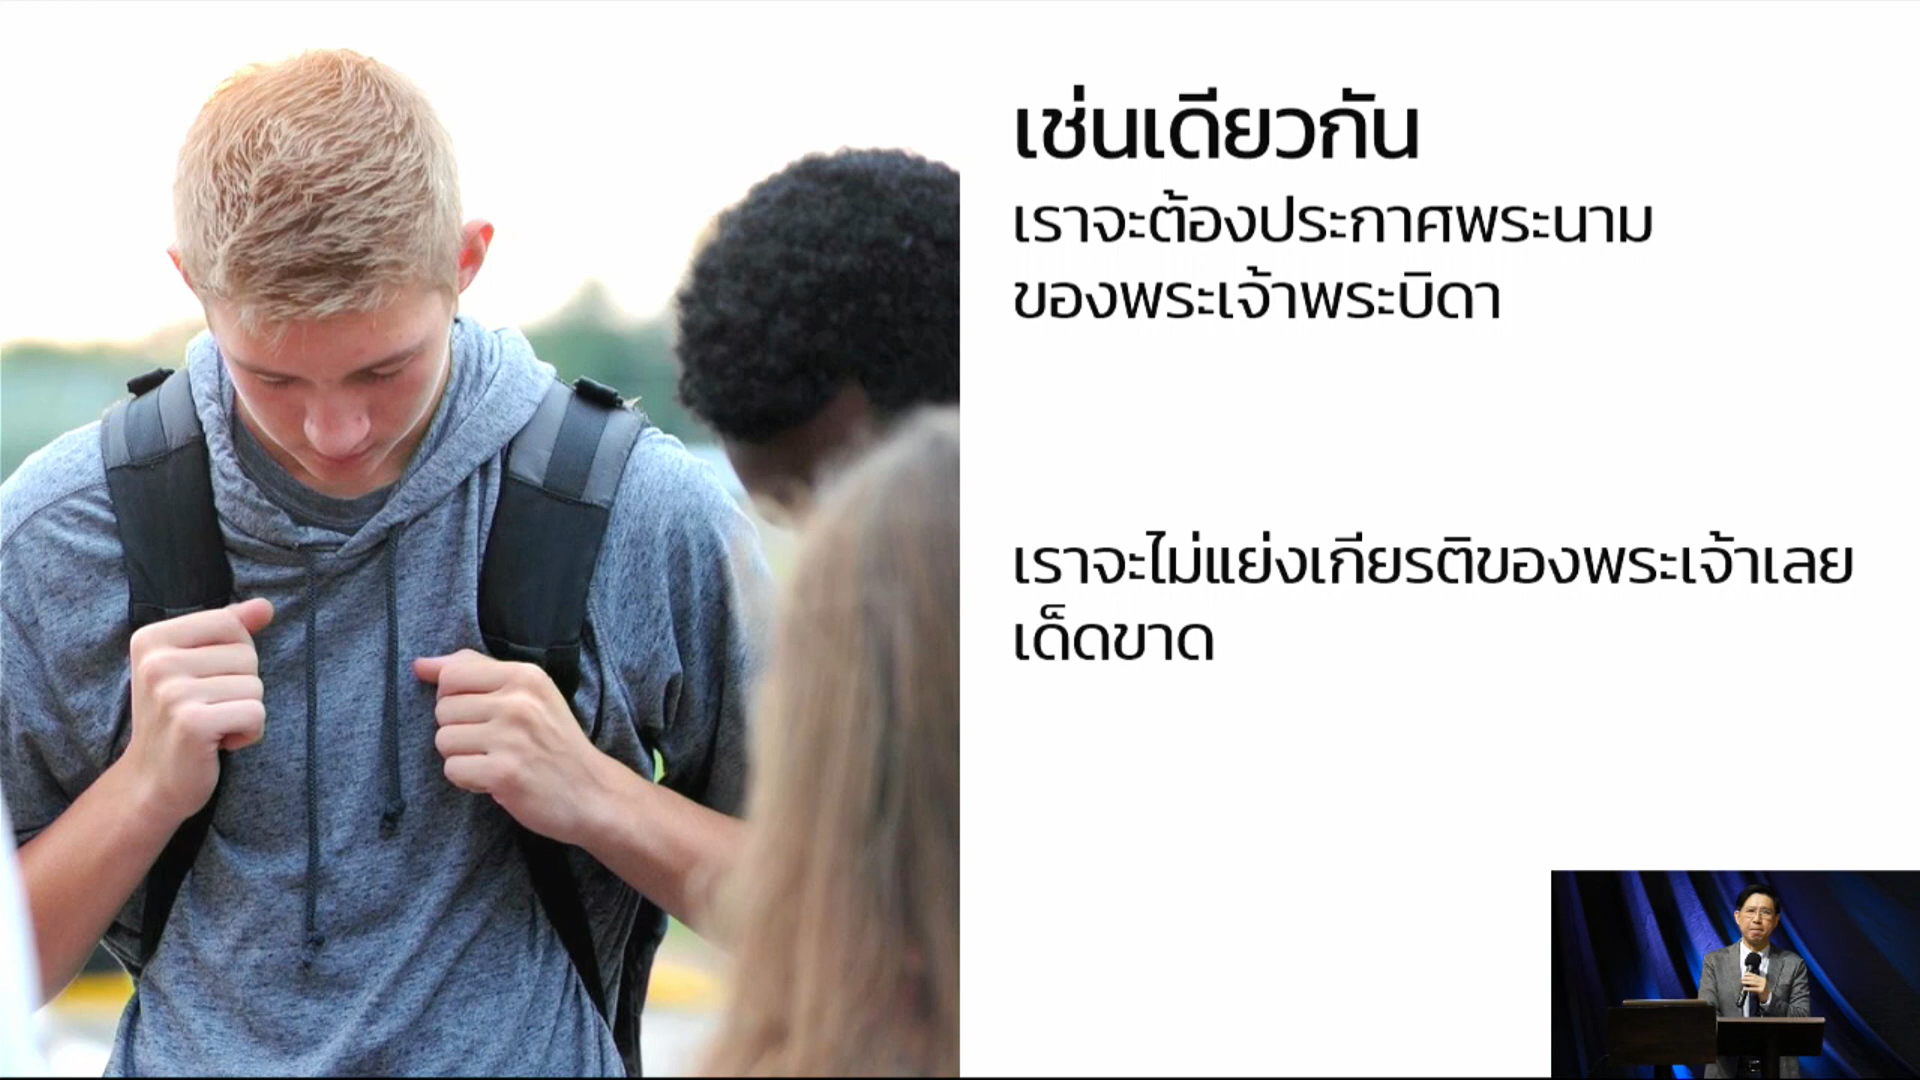 เช่นเดียวกัน
เราจะต้องประกาศพระนาม
ของพระเจ้าพระบิดา
เราจะไม่แย่งเกียรติของพระเจ้าเลย
เด็ดขาด